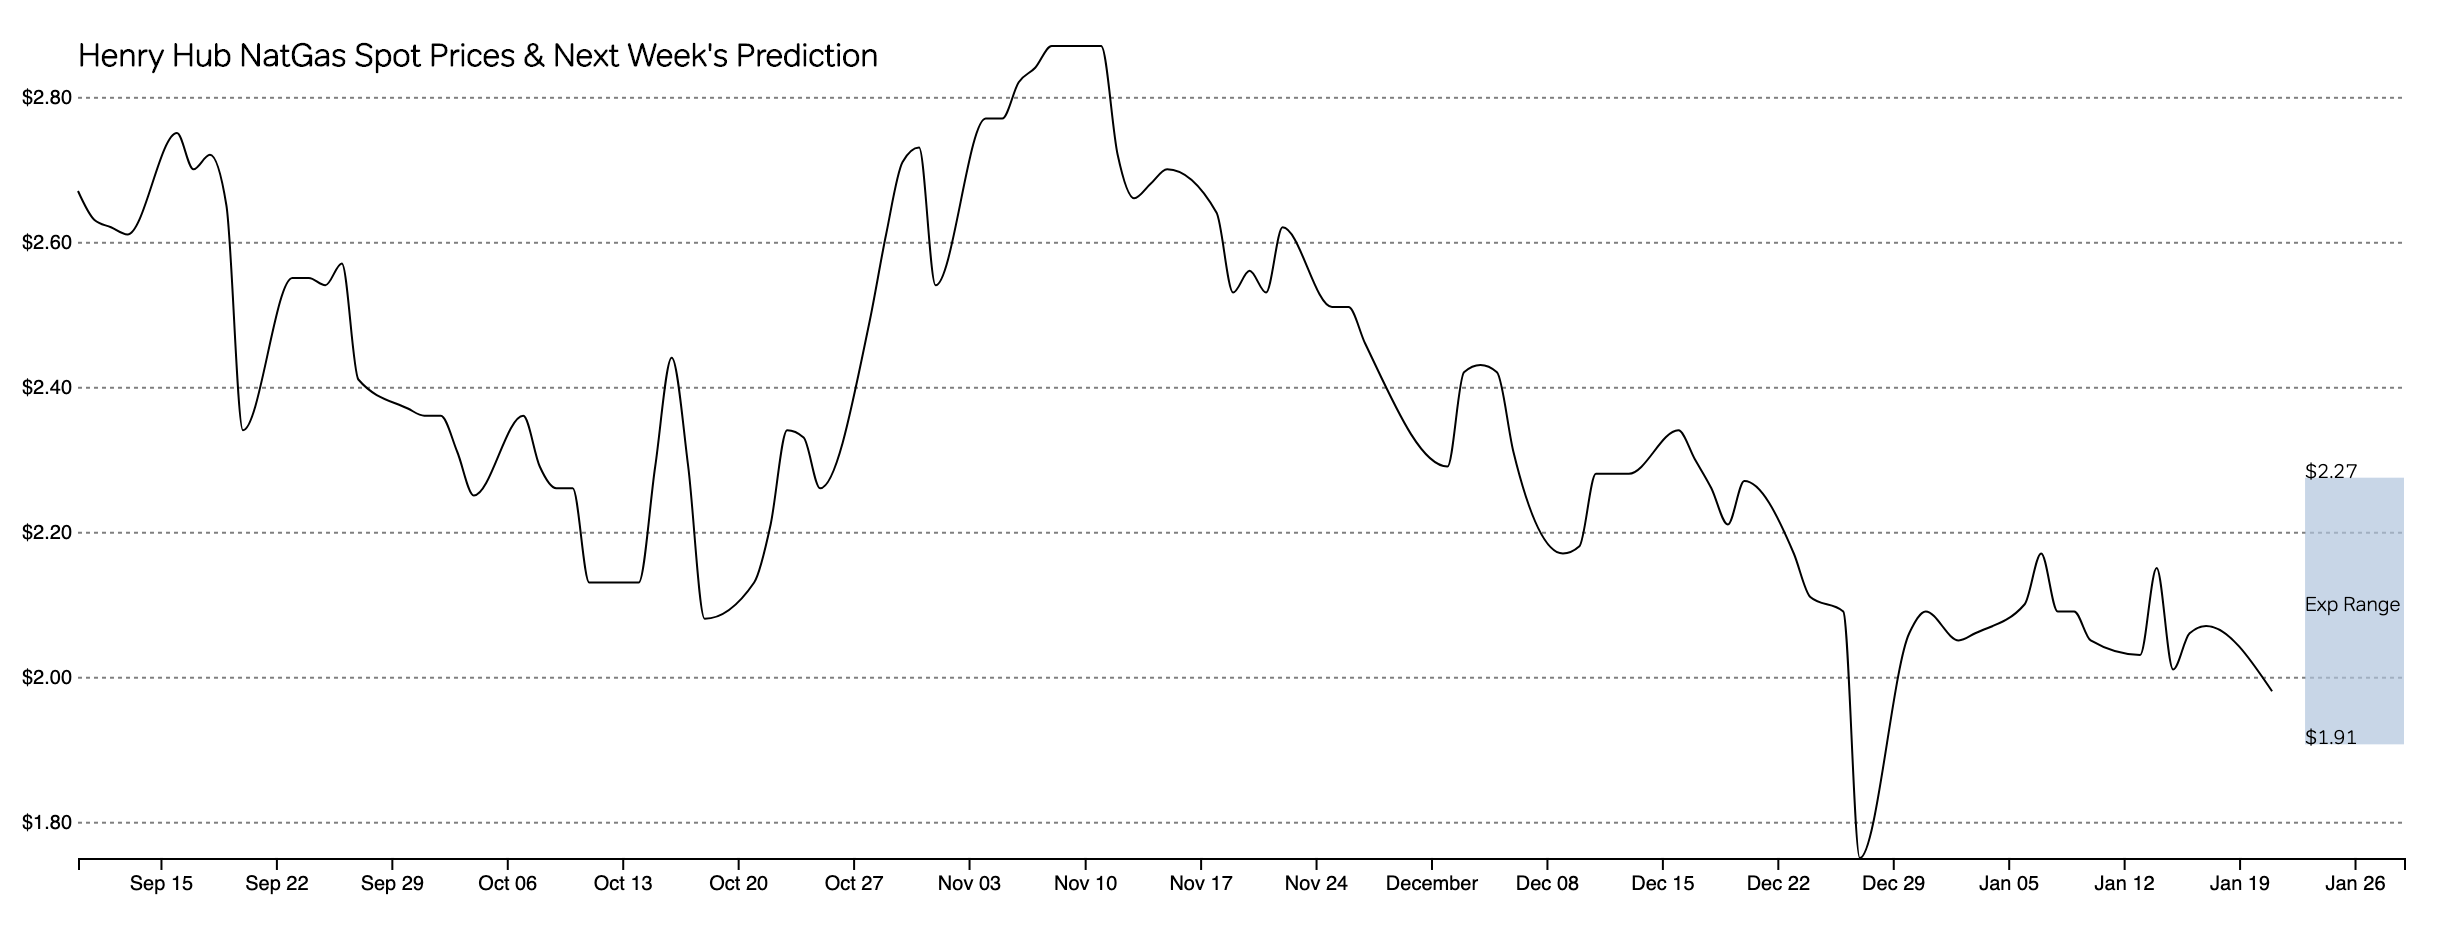 Henry Hub NatGas Spot Prices & Next Week's Prediction
$2.80
$2.60
$2.40
$2.20
$2.00
$1.80
$2.27
Exp Range
$1.91
Sep 15 Sep 22 Sep 29 Oct 06 Oct 13 Oct 20 Oct 27 Nov 03 Nov 10 Nov 17 Nov 24 December Dec 08 Dec 15 Dec 22 Dec 29 Jan 05 Jan 12 Jan 19 Jan 26